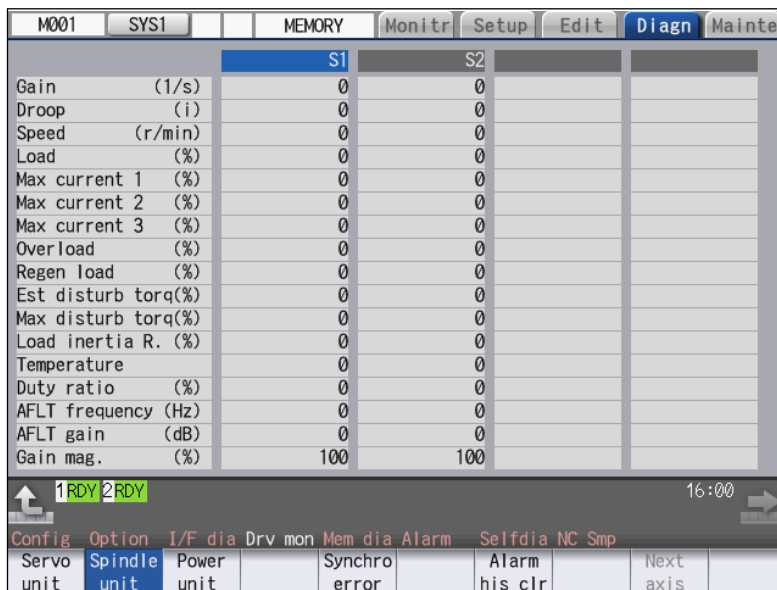 M001 SYS1 MEMORY Monitr Setup Edit Diagn Mainte
S1 S2
Gain (1/s) 0 0
Droop (i) 0 0
Speed (r/min) 0 0
Load (%) 0 0
Max current 1 (%) 0 0
Max current 2 (%) 0 0
Max current 3 (%) 0 0
Overload (%) 0 0
Regen load (%) 0 0
Est disturb torq(%) 0 0
Max disturb torq(%) 0 0
Load inertia R. (%) 0 0
Temperature 0 0
Duty ratio (%) 0 0
AFLT frequency (Hz) 0 0
AFLT gain (dB) 0 0
Gain mag. (%) 100 100
1 RDY 2 RDY 16:00
Config Option I/F dia Drv mon Mem dia Alarm Selfdia NC Smp
Servo Spindle Power Synchro Alarm Next
unit unit unit error his clr axis